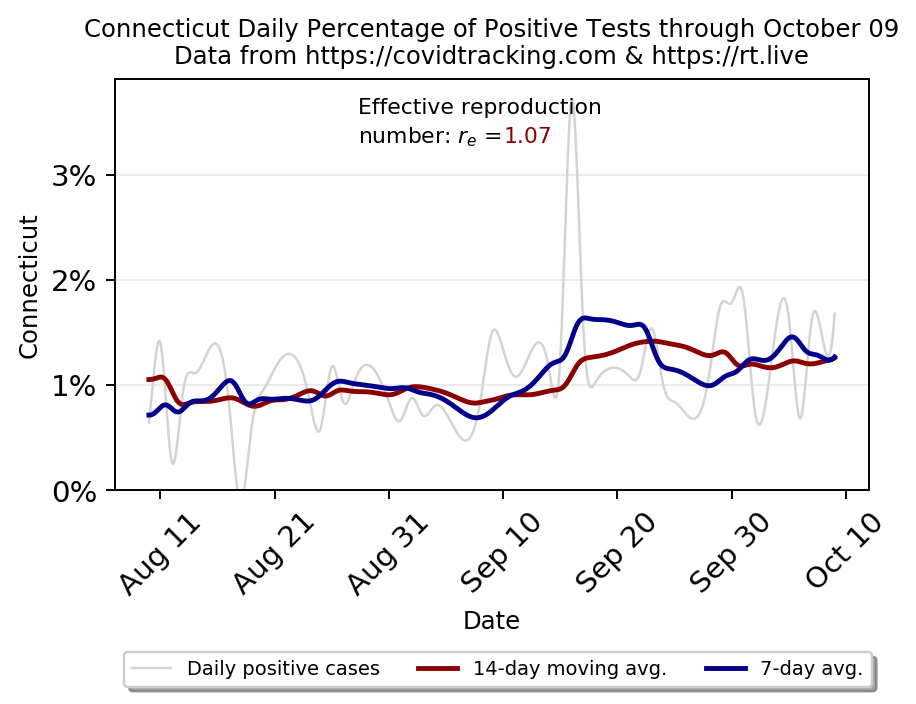 Connecticut Daily Percentage of Positive Tests through October 09
Data from https://covidtracking.com & https://rt.live
Effective reproduction
number: rₑ =1.07
3%
2%
1%
0%
Connecticut
Aug 11
Aug 21
Aug 31
Sep 10
Sep 20
Sep 30
Oct 10
Date
Daily positive cases
14-day moving avg.
7-day avg.